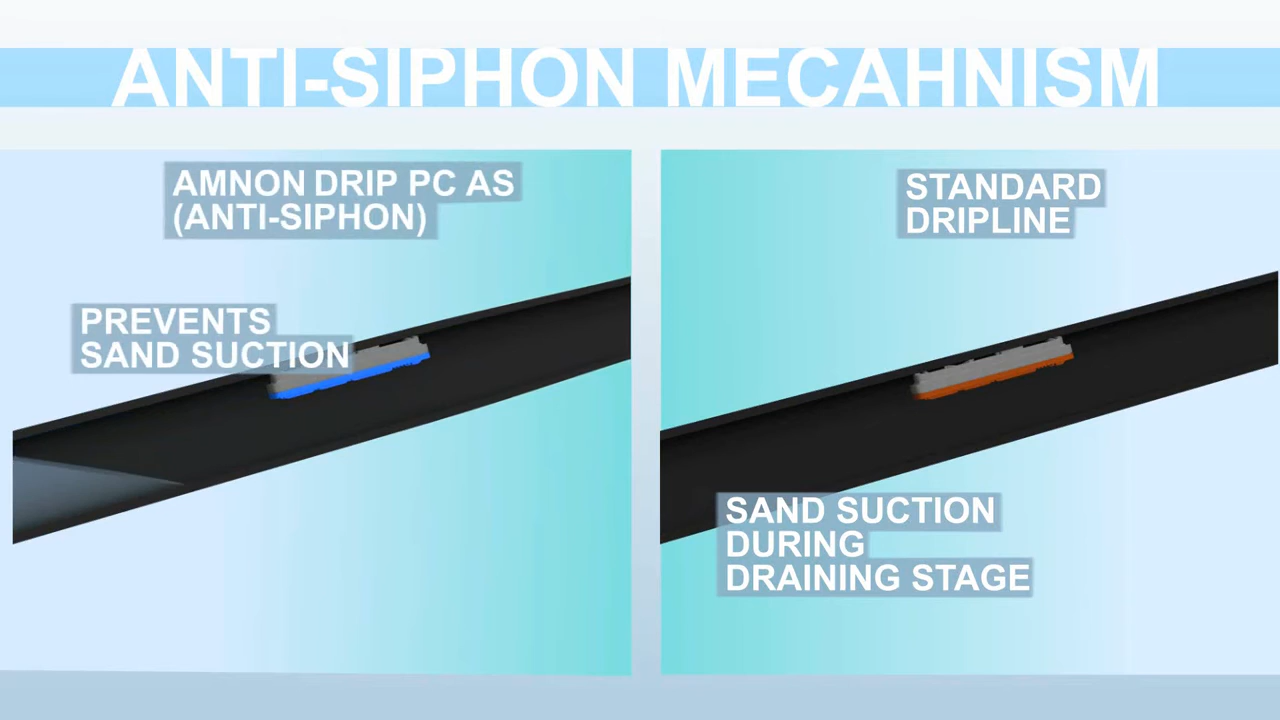 ANTI-SIPHON MECAHNISM
AMNON DRIP PC AS
(ANTI-SIPHON)
PREVENTS
SAND SUCTION
STANDARD
DRIPLINE
SAND SUCTION
DURING
DRAINING STAGE